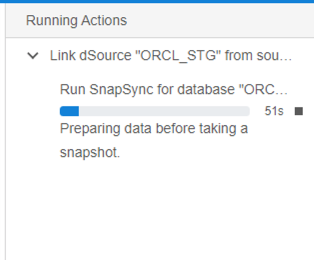 Running Actions
Link dSource "ORCL_STG" from sou...
Run SnapSync for database "ORC...
51s
Preparing data before taking a
snapshot.